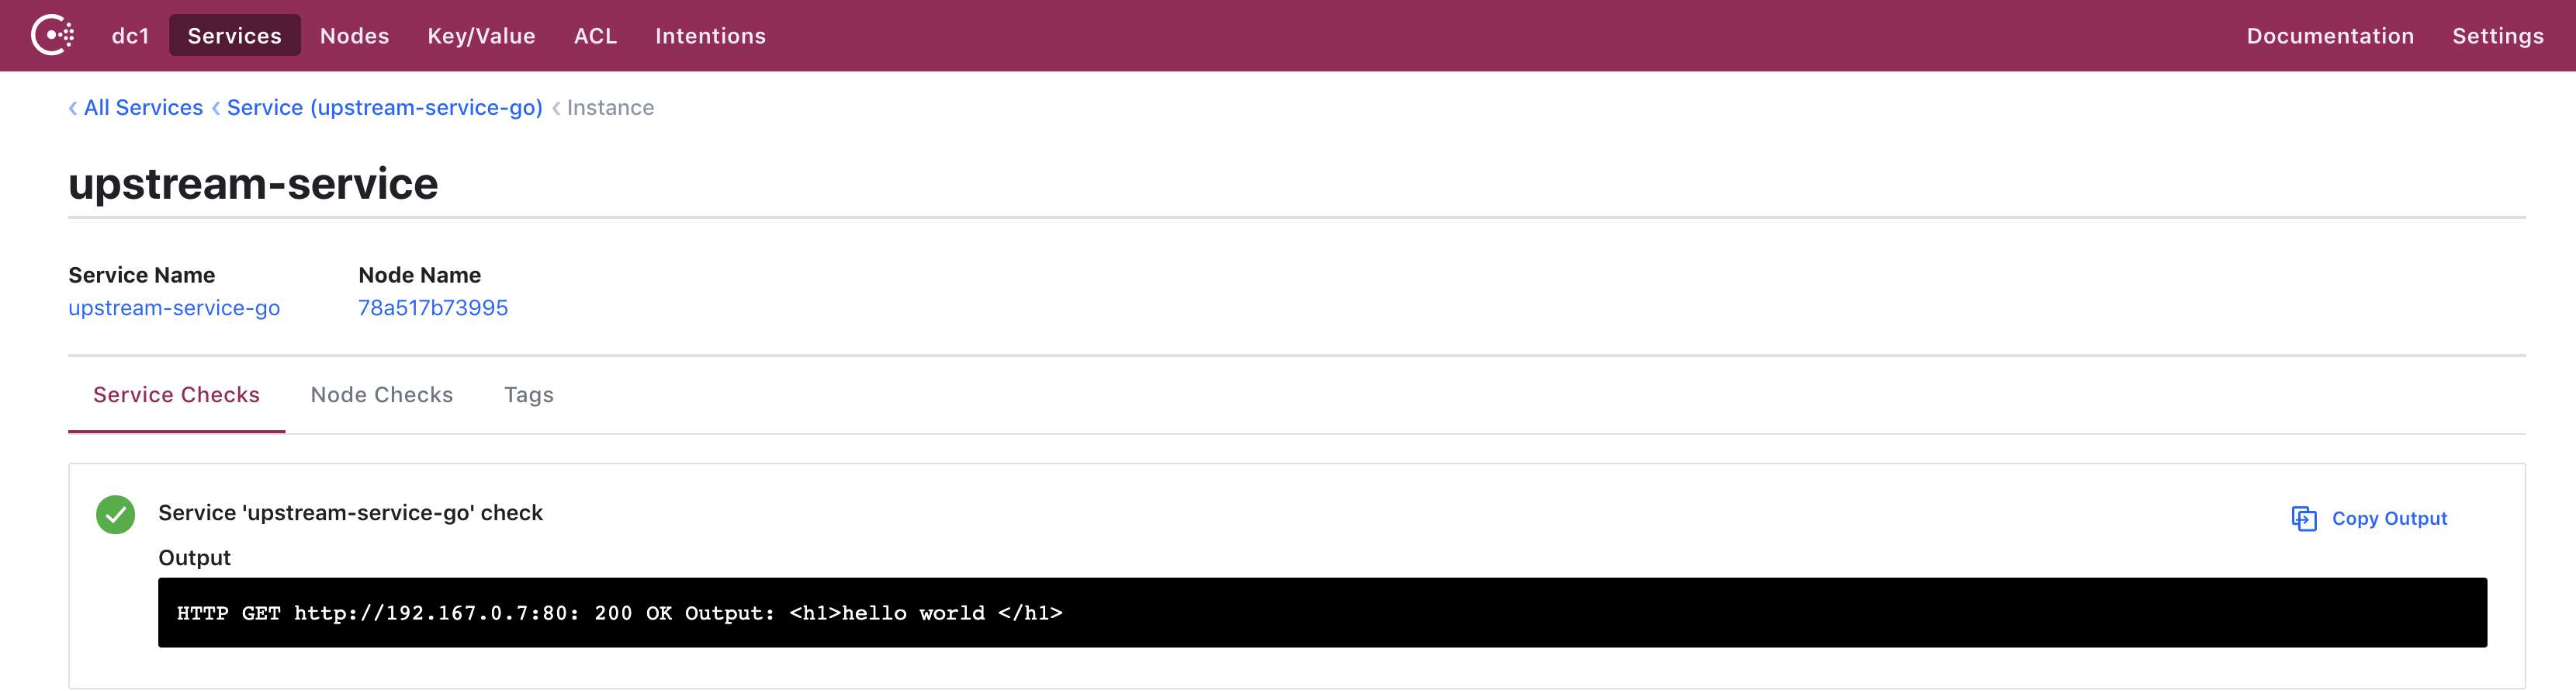 dc1 Services Nodes Key/Value ACL Intentions Documentation Settings
‹ All Services ‹ Service (upstream-service-go) ‹ Instance
upstream-service
Service Name Node Name
upstream-service-go 78a517b73995
Service Checks Node Checks Tags
Service 'upstream-service-go' check
Copy Output
Output
HTTP GET http://192.167.0.7:80: 200 OK Output: <h1>hello world </h1>